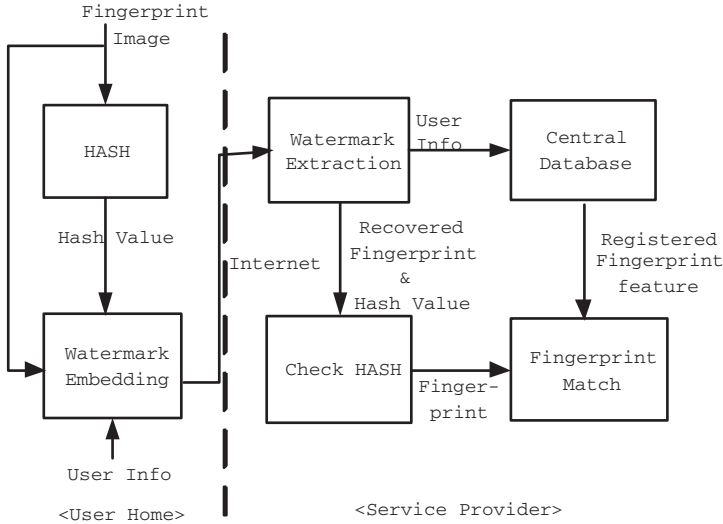 Fingerprint
Image
HASH
Hash Value
Watermark
Embedding
User Info
<User Home>
Internet
Watermark
Extraction
User
Info
Central
Database
Recovered
Fingerprint
&
Hash Value
Registered
Fingerprint
feature
Check HASH
Finger-
print
Fingerprint
Match
<Service Provider>